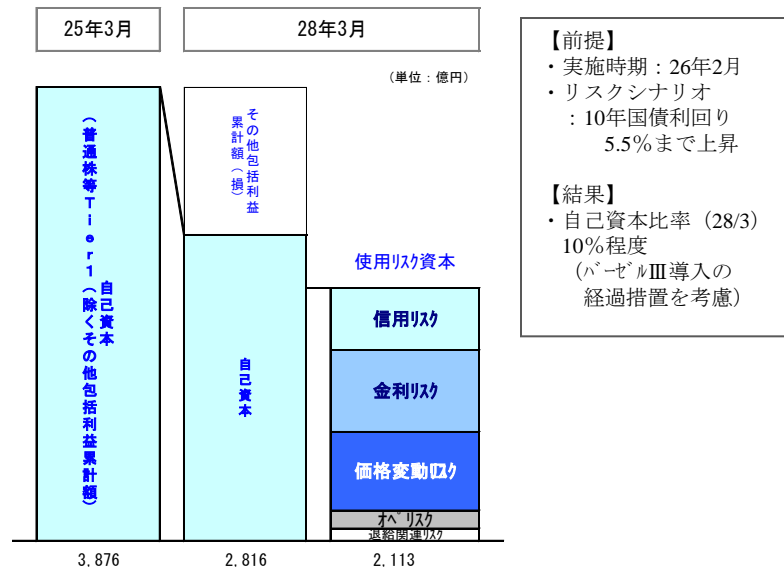 25年3月
28年3月
（単位：億円）
自己資本
（普通株等Tier1（除くその他包括利益累計額）
その他包括利益
累計額（損）
自己資本
使用ﾘｽｸ資本
信用ﾘｽｸ
金利ﾘｽｸ
価格変動ﾘｽｸ
ｵﾍﾟﾘｽｸ
退給関連ﾘｽｸ
3,876
2,816
2,113
【前提】
・実施時期：26年2月
・リスクシナリオ
：10年国債利回り
5.5％まで上昇
【結果】
・自己資本比率（28/3）
10％程度
（ﾊﾞｰｾﾞﾙⅢ導入の
経過措置を考慮）